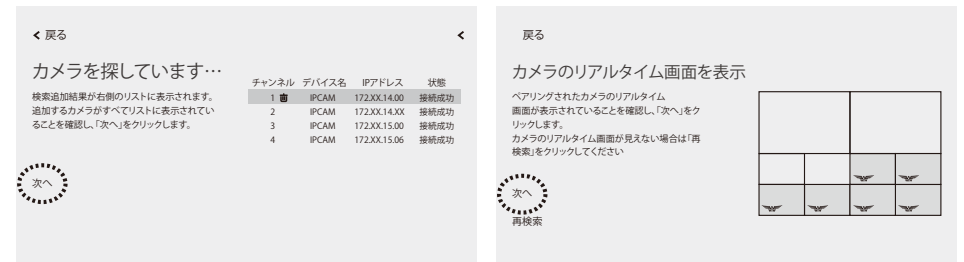 戻る
カメラを探しています…
検索追加結果が右側のリストに表示されます。
追加するカメラがすべてリストに表示されてい
ることを確認し、「次へ」をクリックします。
次へ
チャンネル デバイス名 IPアドレス 状態
1 IPCAM 172.XX.14.00 接続成功
2 IPCAM 172.XX.14.XX 接続成功
3 IPCAM 172.XX.15.00 接続成功
4 IPCAM 172.XX.15.06 接続成功
戻る
カメラのリアルタイム画面を表示
ペアリングされたカメラのリアルタイム
画面が表示されていることを確認し、「次へ」をク
リックします。
カメラのリアルタイム画面が見えない場合は「再
検索」をクリックしてください
次へ
再検索